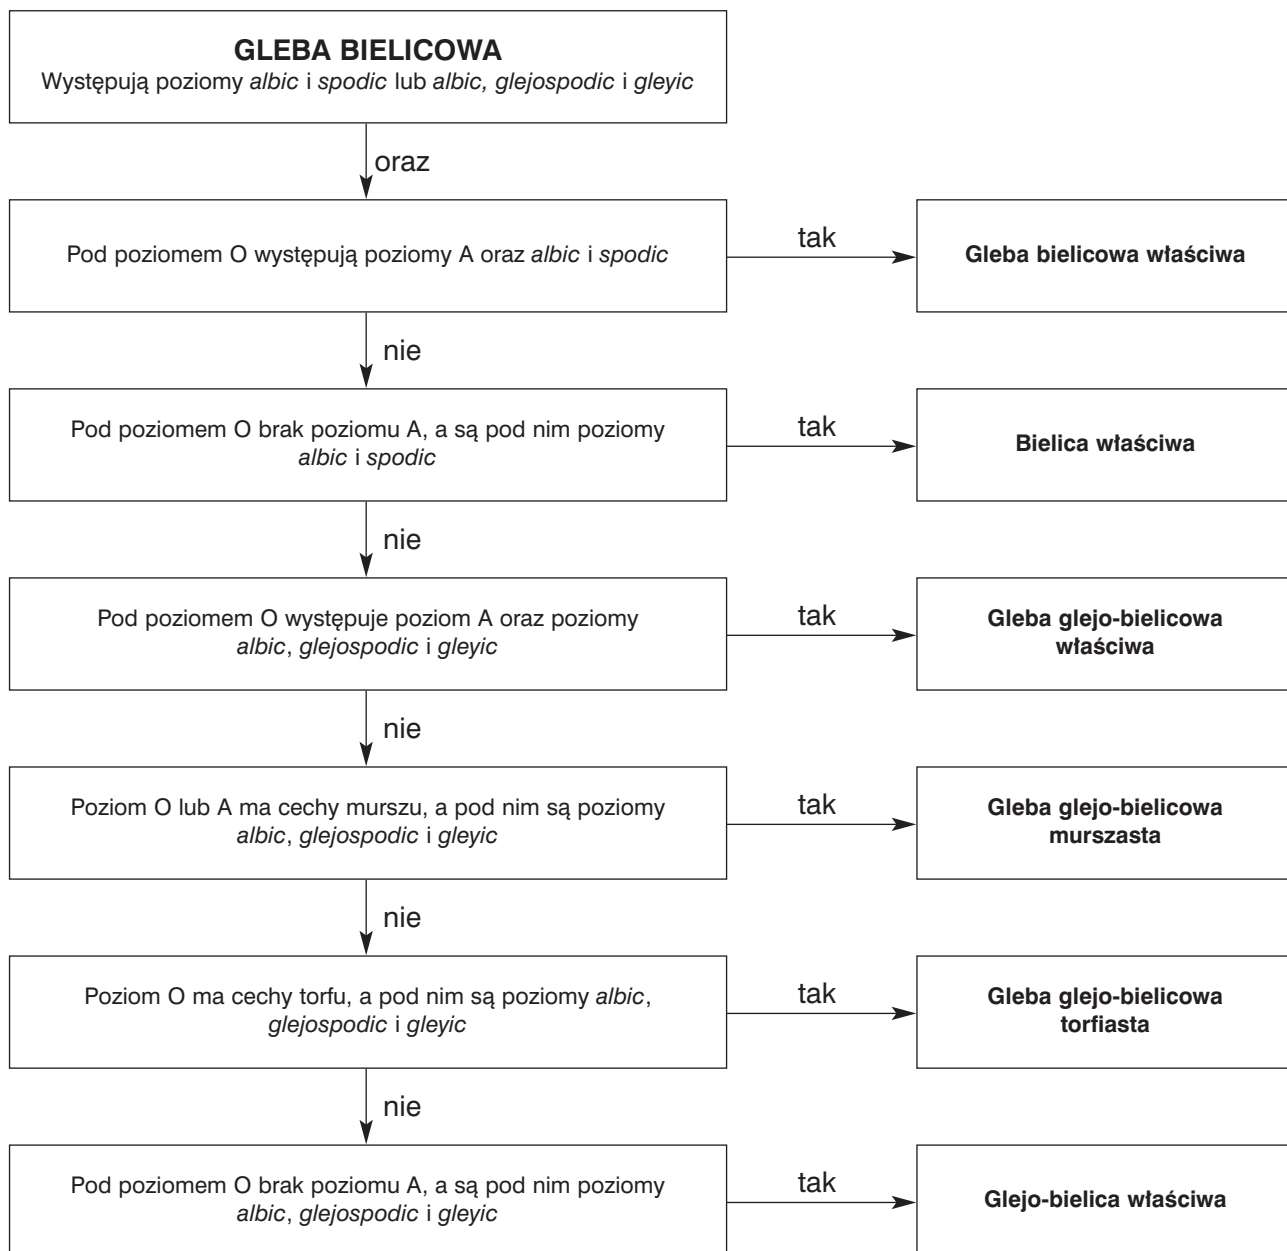 GLEBA BIELICOWA
Występują poziomy albic i spodic lub albic, glejospodic i gleyic
oraz
Pod poziomem O występują poziomy A oraz albic i spodic
tak
Gleba bielicowa właściwa
nie
Pod poziomem O brak poziomu A, a są pod nim poziomy
albic i spodic
tak
Bielica właściwa
nie
Pod poziomem O występuje poziom A oraz poziomy
albic, glejospodic i gleyic
tak
Gleba glejo-bielicowa
właściwa
nie
Poziom O lub A ma cechy murszu, a pod nim są poziomy
albic, glejospodic i gleyic
tak
Gleba glejo-bielicowa
murszasta
nie
Poziom O ma cechy torfu, a pod nim są poziomy albic,
glejospodic i gleyic
tak
Gleba glejo-bielicowa
torfiasta
nie
Pod poziomem O brak poziomu A, a są pod nim poziomy
albic, glejospodic i gleyic
tak
Glejo-bielica właściwa